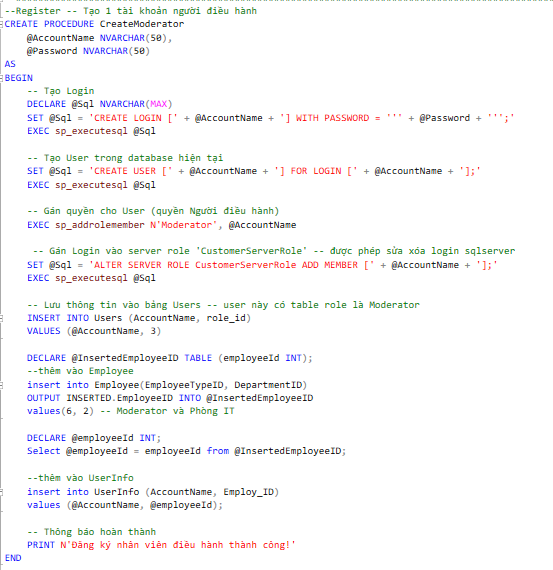 --Register -- Tạo 1 tài khoản người điều hành
CREATE PROCEDURE CreateModerator
    @AccountName NVARCHAR(50),
    @Password NVARCHAR(50)
AS
BEGIN
    -- Tạo Login
    DECLARE @Sql NVARCHAR(MAX)
    SET @Sql = 'CREATE LOGIN [' + @AccountName + '] WITH PASSWORD = ''' + @Password + ''';'
    EXEC sp_executesql @Sql

    -- Tạo User trong database hiện tại
    SET @Sql = 'CREATE USER [' + @AccountName + '] FOR LOGIN [' + @AccountName + '];'
    EXEC sp_executesql @Sql

    -- Gán quyền cho User (quyền Người điều hành)
    EXEC sp_addrolemember N'Moderator', @AccountName

     -- Gán Login vào server role 'CustomerServerRole' -- được phép sửa xóa login sqlserver
    SET @Sql = 'ALTER SERVER ROLE CustomerServerRole ADD MEMBER [' + @AccountName + '];'
    EXEC sp_executesql @Sql

    -- Lưu thông tin vào bảng Users -- user này có table role là Moderator
    INSERT INTO Users (AccountName, role_id)
    VALUES (@AccountName, 3)

    DECLARE @InsertedEmployeeID TABLE (employeeId INT);
    --thêm vào Employee
    insert into Employee(EmployeeTypeID, DepartmentID)
    OUTPUT INSERTED.EmployeeID INTO @InsertedEmployeeID
    values(6, 2) -- Moderator và Phòng IT

    DECLARE @employeeId INT;
    Select @employeeId = employeeId from @InsertedEmployeeID;

    --thêm vào UserInfo
    insert into UserInfo (AccountName, Employ_ID)
    values (@AccountName, @employeeId);

    -- Thông báo hoàn thành
    PRINT N'Đăng ký nhân viên điều hành thành công!'
END